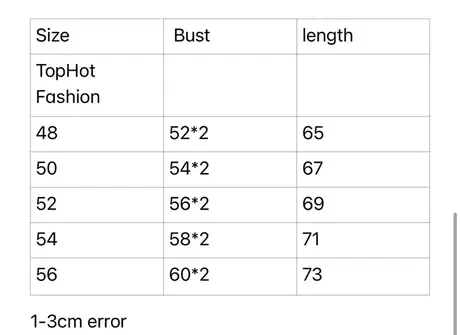 Size Bust length
TopHot
Fashion
48 52*2 65
50 54*2 67
52 56*2 69
54 58*2 71
56 60*2 73
1-3cm error